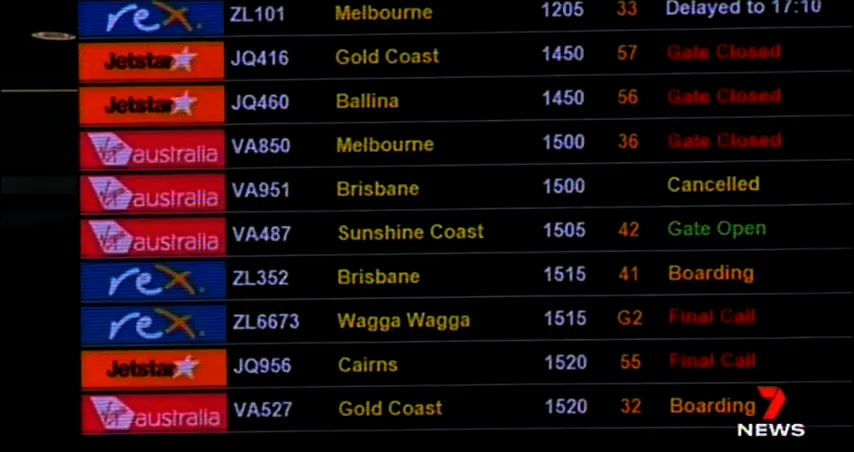 rex. ZL101 Melbourne 1205 33 Delayed to 17:10
Jetstar JQ416 Gold Coast 1450 57 Gate Closed
Jetstar JQ460 Ballina 1450 56 Gate Closed
Virgin australia VA850 Melbourne 1500 36 Gate Closed
Virgin australia VA951 Brisbane 1500 Cancelled
Virgin australia VA487 Sunshine Coast 1505 42 Gate Open
rex. ZL352 Brisbane 1515 41 Boarding
rex. ZL6673 Wagga Wagga 1515 G2 Final Call
Jetstar JQ956 Cairns 1520 55 Final Call
Virgin australia VA527 Gold Coast 1520 32 Boarding
7 NEWS